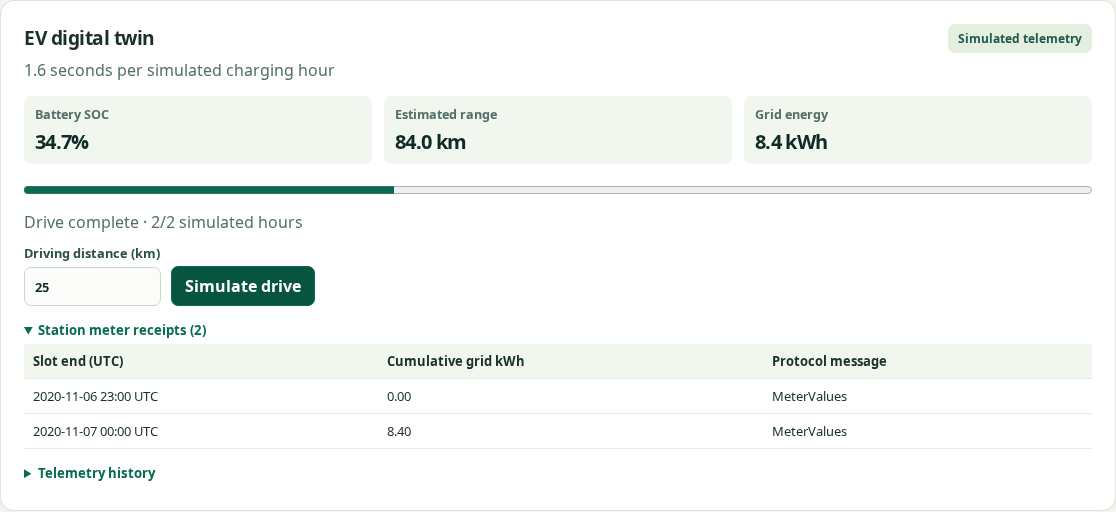 EV digital twin
Simulated telemetry
1.6 seconds per simulated charging hour
Battery SOC
34.7%
Estimated range
84.0 km
Grid energy
8.4 kWh
Drive complete · 2/2 simulated hours
Driving distance (km)
25
Simulate drive
▼ Station meter receipts (2)
Slot end (UTC) Cumulative grid kWh Protocol message
2020-11-06 23:00 UTC 0.00 MeterValues
2020-11-07 00:00 UTC 8.40 MeterValues
▶ Telemetry history